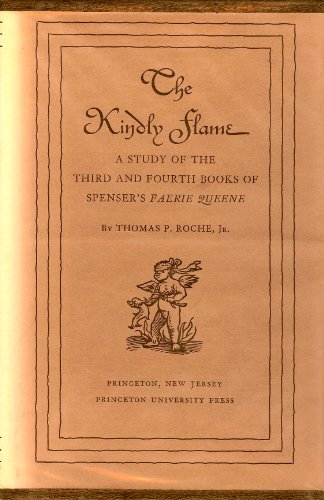 The
Kindly Flame
A STUDY OF THE
THIRD AND FOURTH BOOKS OF
SPENSER'S FAERIE QUEENE
BY THOMAS P. ROCHE, JR.
PRINCETON, NEW JERSEY
PRINCETON UNIVERSITY PRESS